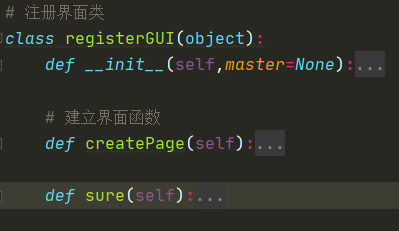 # 注册界面类
class registerGUI(object):
def __init__(self,master=None):...
# 建立界面函数
def createPage(self):...
def sure(self):...